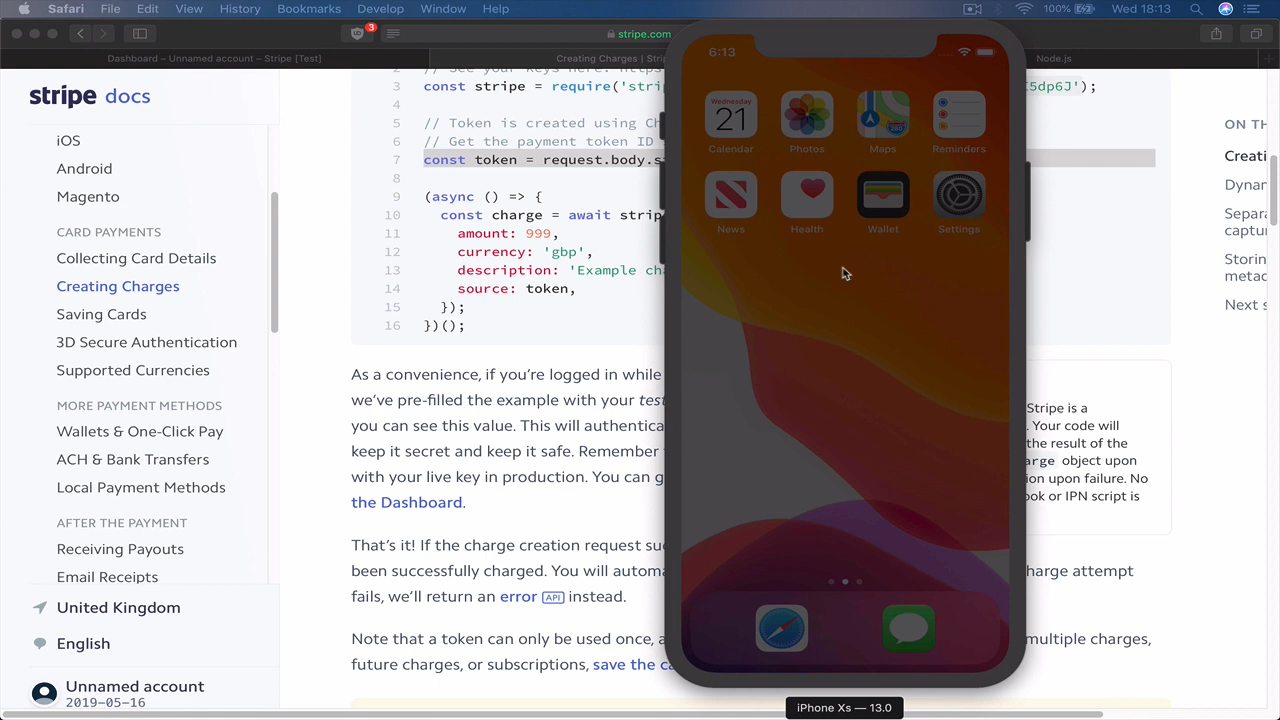 Safari File Edit View History Bookmarks Develop Window Help 100% Wed 18:13
3 stripe.com
Dashboard – Unnamed account – Stripe [Test] Creating Charges | Node.js
stripe docs
iOS
Android
Magento
CARD PAYMENTS
Collecting Card Details
Creating Charges
Saving Cards
3D Secure Authentication
Supported Currencies
MORE PAYMENT METHODS
Wallets & One-Click Pay
ACH & Bank Transfers
Local Payment Methods
AFTER THE PAYMENT
Receiving Payouts
Email Receipts
United Kingdom
English
Unnamed account
2019-05-16
2 // See your keys here:
3 const stripe = require('stri E5dp6J');
4
5 // Token is created using Ch
6 // Get the payment token ID
7 const token = request.body.s
8
9 (async () => {
10 const charge = await strip
11 amount: 999,
12 currency: 'gbp',
13 description: 'Example cha
14 source: token,
15 });
16 })();
As a convenience, if you’re logged in while
we’ve pre-filled the example with your test
you can see this value. This will authentica
keep it secret and keep it safe. Remember
with your live key in production. You can g
the Dashboard.
That’s it! If the charge creation request suc
been successfully charged. You will automa harge attempt
fails, we’ll return an error API instead.
Note that a token can only be used once, a multiple charges,
future charges, or subscriptions, save the ca
Stripe is a
. Your code will
the result of the
arge object upon
ion upon failure. No
ook or IPN script is
ON TH
Creati
Dynar
Separa
captur
Storin
metac
Next s
6:13
Wednesday
21
280
Calendar Photos Maps Reminders
News Health Wallet Settings
iPhone Xs — 13.0